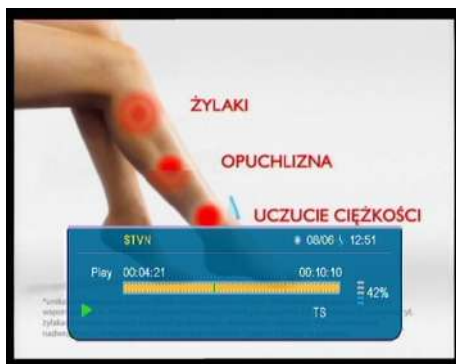 ŻYLAKI
OPUCHLIZNA
UCZUCIE CIĘŻKOŚCI
STVN 08/06 12:51
Play 00:04:21 00:10:10
42%
TS